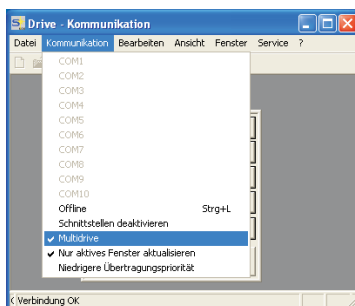 Drive - Kommunikation
Datei Kommunikation Bearbeiten Ansicht Fenster Service ?
COM1
COM2
COM3
COM4
COM5
COM6
COM7
COM8
COM9
COM10
Offline Strg+L
Schnittstellen deaktivieren
Multidrive
Nur aktives Fenster aktualisieren
Niedrigere Übertragungspriorität
Verbindung OK